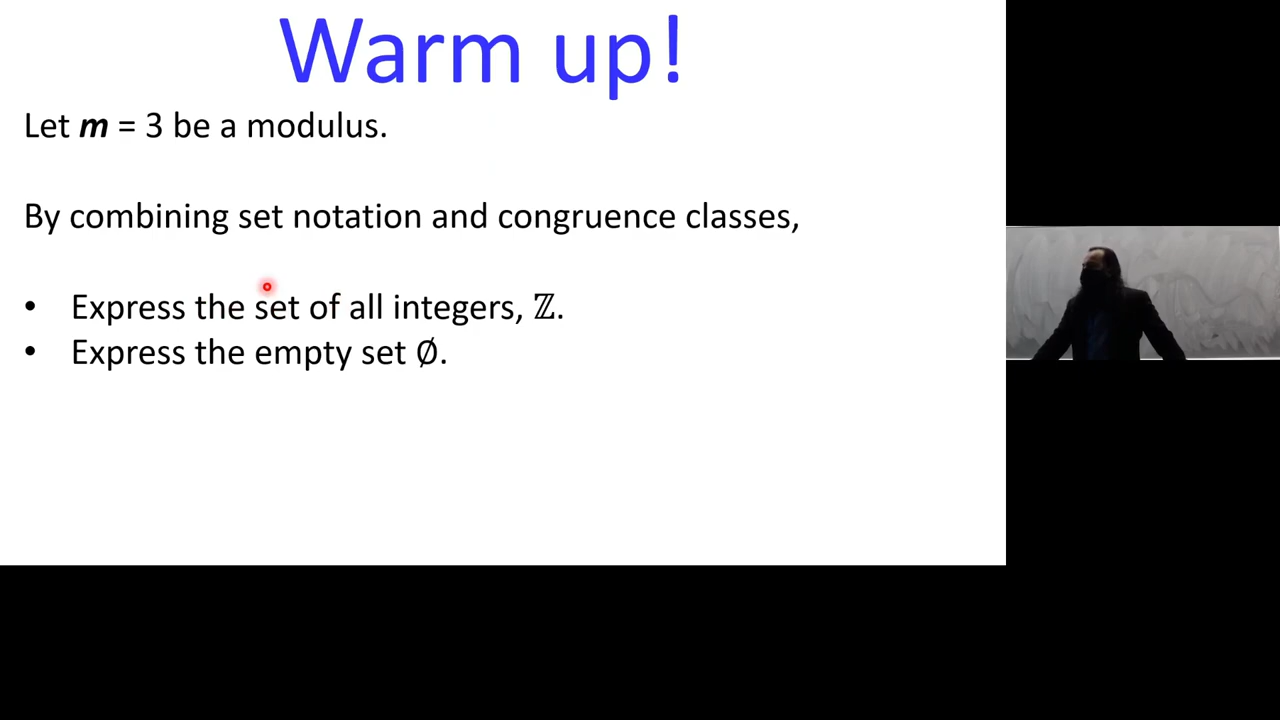 Warm up!
Let m = 3 be a modulus.
By combining set notation and congruence classes,
• Express the set of all integers, ℤ.
• Express the empty set Ø.